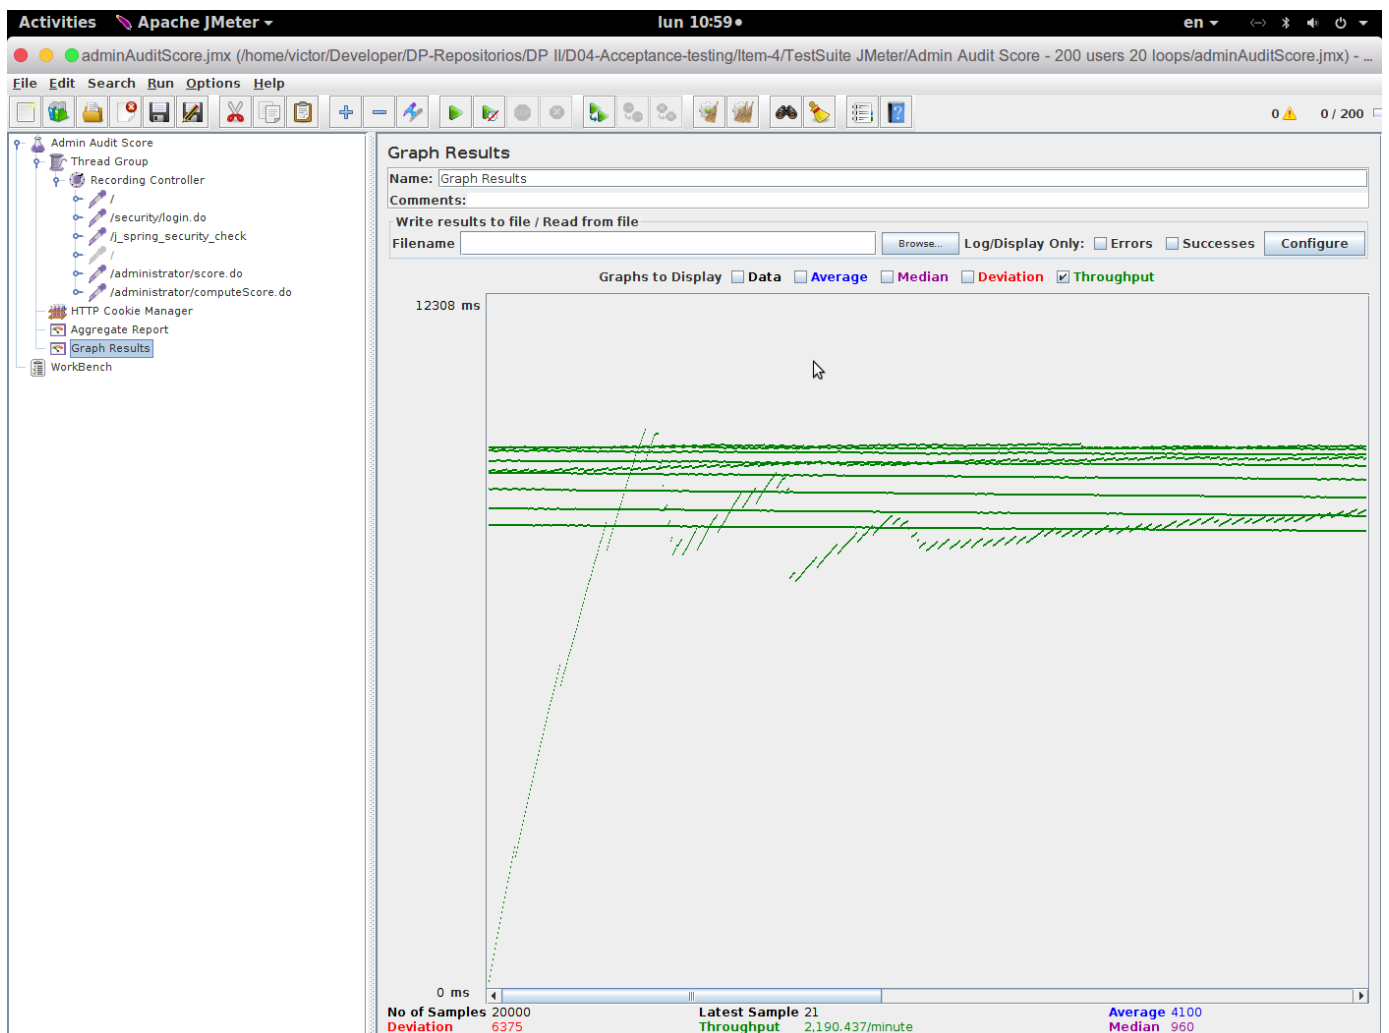 Activities Apache JMeter lun 10:59 en
adminAuditScore.jmx (/home/victor/Developer/DP-Repositorios/DP II/D04-Acceptance-testing/Item-4/TestSuite JMeter/Admin Audit Score - 200 users 20 loops/adminAuditScore.jmx) - ...
File Edit Search Run Options Help
0 0 / 200
Admin Audit Score
Thread Group
Recording Controller
/
/security/login.do
/j_spring_security_check
/
/administrator/score.do
/administrator/computeScore.do
HTTP Cookie Manager
Aggregate Report
Graph Results
WorkBench
Graph Results
Name: Graph Results
Comments:
Write results to file / Read from file
Filename Browse... Log/Display Only: Errors Successes Configure
Graphs to Display Data Average Median Deviation Throughput
12308 ms
0 ms
No of Samples 20000 Latest Sample 21 Average 4100
Deviation 6375 Throughput 2,190.437/minute Median 960